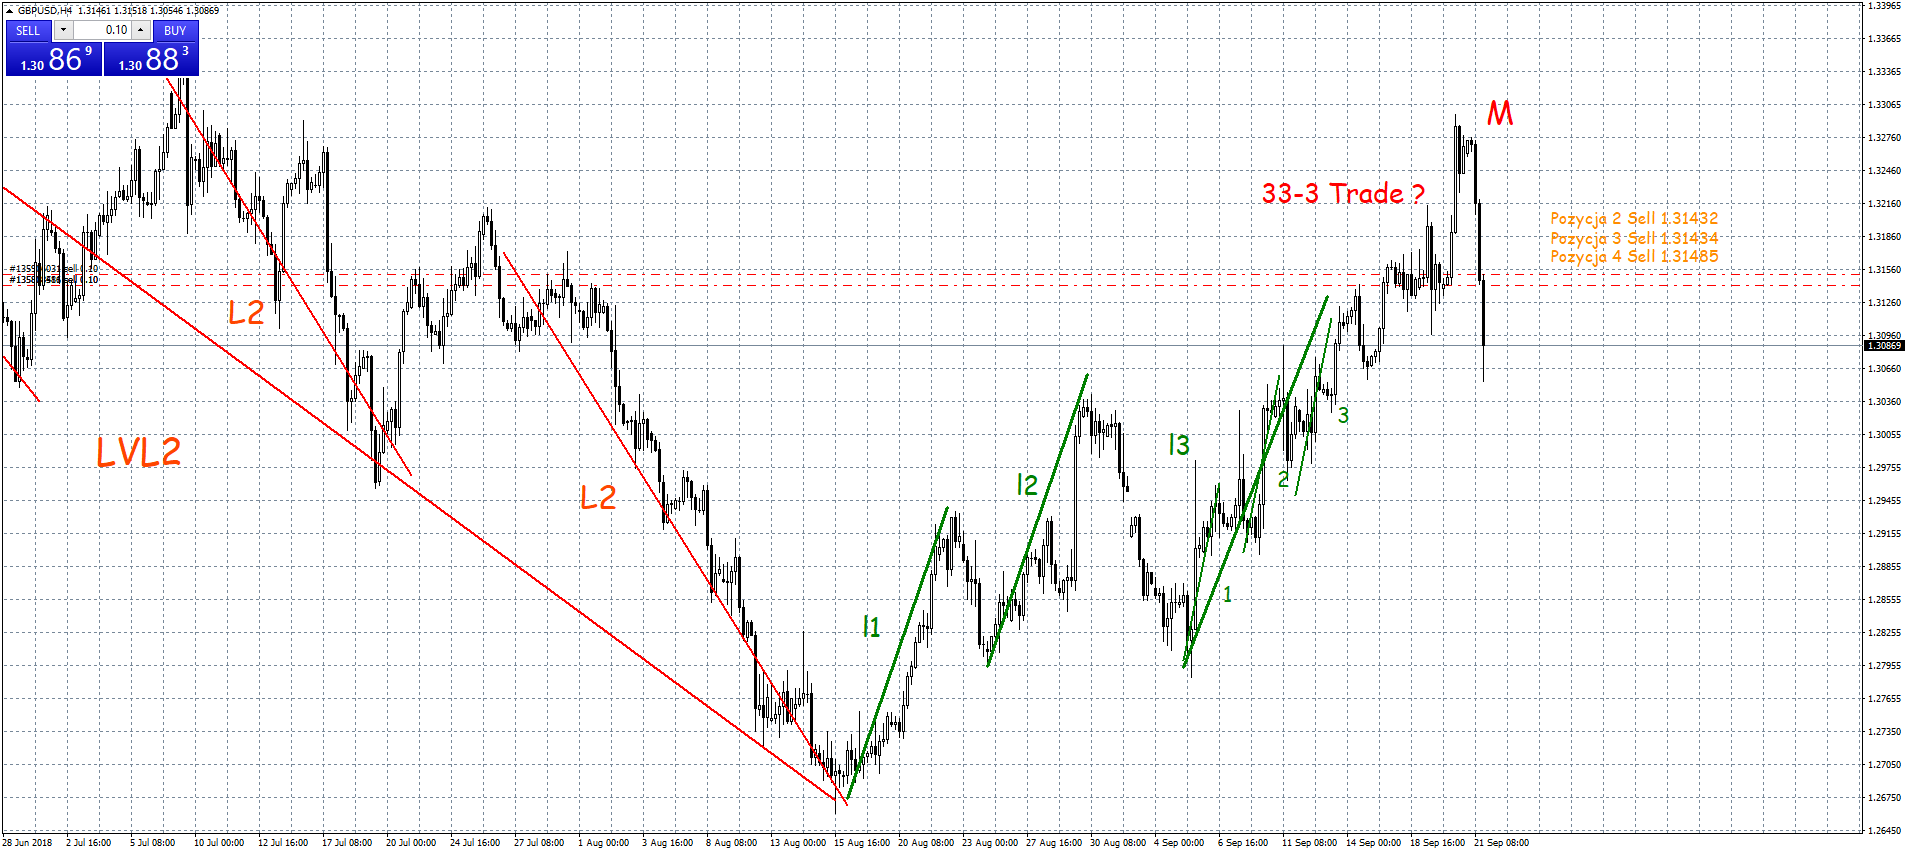 GBPUSD,H4 1.31461 1.31518 1.30546 1.30869
SELL 0.10 BUY
1.30 86 9 1.30 88 3
M
33-3 Trade ?
Pozycja 2 Sell 1.31432
Pozycja 3 Sell 1.31434
Pozycja 4 Sell 1.31485
sell 0.10
sell 0.10
L2
LVL2
L2
l1
l2
l3
1
2
3
1.33965
1.33665
1.33365
1.33065
1.32760
1.32460
1.32160
1.31860
1.31560
1.31260
1.30960
1.30869
1.30660
1.30360
1.30055
1.29755
1.29455
1.29155
1.28855
1.28555
1.28255
1.27955
1.27655
1.27350
1.27050
1.26750
1.26450
28 Jun 2018 2 Jul 16:00 5 Jul 08:00 10 Jul 00:00 12 Jul 16:00 17 Jul 08:00 20 Jul 00:00 24 Jul 16:00 27 Jul 08:00 1 Aug 00:00 3 Aug 16:00 8 Aug 08:00 13 Aug 00:00 15 Aug 16:00 20 Aug 08:00 23 Aug 00:00 27 Aug 16:00 30 Aug 08:00 4 Sep 00:00 6 Sep 16:00 11 Sep 08:00 14 Sep 00:00 18 Sep 16:00 21 Sep 08:00